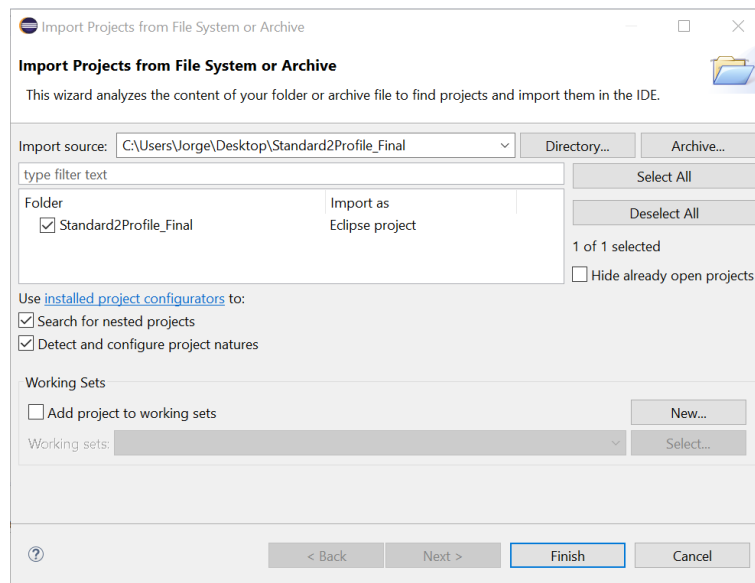 Import Projects from File System or Archive
Import Projects from File System or Archive
This wizard analyzes the content of your folder or archive file to find projects and import them in the IDE.
Import source: C:\Users\Jorge\Desktop\Standard2Profile_Final Directory... Archive...
type filter text Select All
Folder Import as
Deselect All
Standard2Profile_Final Eclipse project
1 of 1 selected
Hide already open projects
Use installed project configurators to:
Search for nested projects
Detect and configure project natures
Working Sets
Add project to working sets New...
Working sets: Select...
? < Back Next > Finish Cancel